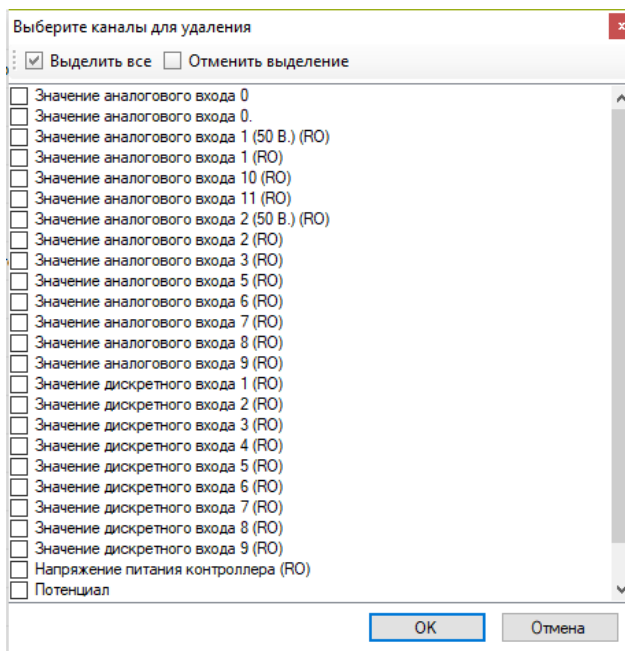 Выберите каналы для удаления
x
Выделить все Отменить выделение
Значение аналогового входа 0
Значение аналогового входа 0.
Значение аналогового входа 1 (50 В.) (RO)
Значение аналогового входа 1 (RO)
Значение аналогового входа 10 (RO)
Значение аналогового входа 11 (RO)
Значение аналогового входа 2 (50 В.) (RO)
Значение аналогового входа 2 (RO)
Значение аналогового входа 3 (RO)
Значение аналогового входа 5 (RO)
Значение аналогового входа 6 (RO)
Значение аналогового входа 7 (RO)
Значение аналогового входа 8 (RO)
Значение аналогового входа 9 (RO)
Значение дискретного входа 1 (RO)
Значение дискретного входа 2 (RO)
Значение дискретного входа 3 (RO)
Значение дискретного входа 4 (RO)
Значение дискретного входа 5 (RO)
Значение дискретного входа 6 (RO)
Значение дискретного входа 7 (RO)
Значение дискретного входа 8 (RO)
Значение дискретного входа 9 (RO)
Напряжение питания контроллера (RO)
Потенциал
OK Отмена